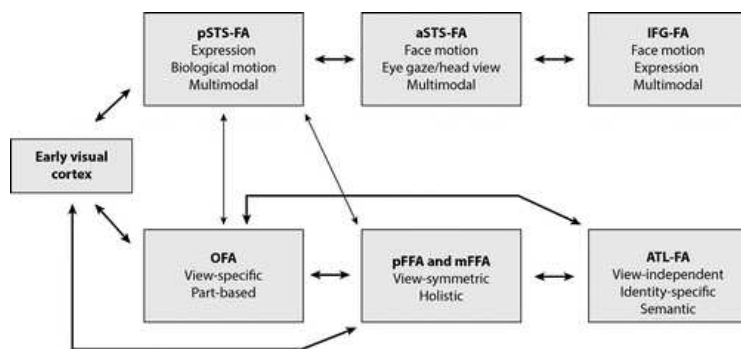 pSTS-FA
Expression
Biological motion
Multimodal
aSTS-FA
Face motion
Eye gaze/head view
Multimodal
IFG-FA
Face motion
Expression
Multimodal
Early visual
cortex
OFA
View-specific
Part-based
pFFA and mFFA
View-symmetric
Holistic
ATL-FA
View-independent
Identity-specific
Semantic